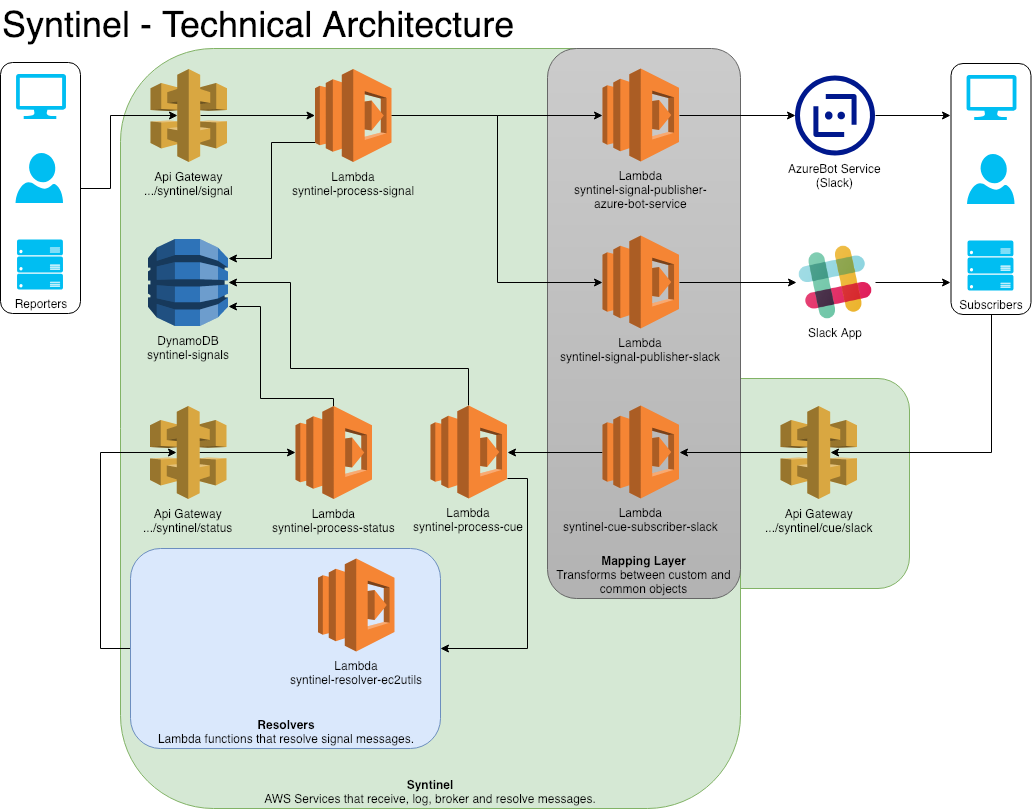 Syntinel - Technical Architecture
Api Gateway
.../syntinel/signal
Lambda
syntinel-process-signal
Lambda
syntinel-signal-publisher-
azure-bot-service
AzureBot Service
(Slack)
Reporters
Subscribers
DynamoDB
syntinel-signals
Lambda
syntinel-signal-publisher-slack
Slack App
Api Gateway
.../syntinel/status
Lambda
syntinel-process-status
Lambda
syntinel-process-cue
Lambda
syntinel-cue-subscriber-slack
Api Gateway
.../syntinel/cue/slack
Mapping Layer
Transforms between custom and
common objects
Lambda
syntinel-resolver-ec2utils
Resolvers
Lambda functions that resolve signal messages.
Syntinel
AWS Services that receive, log, broker and resolve messages.